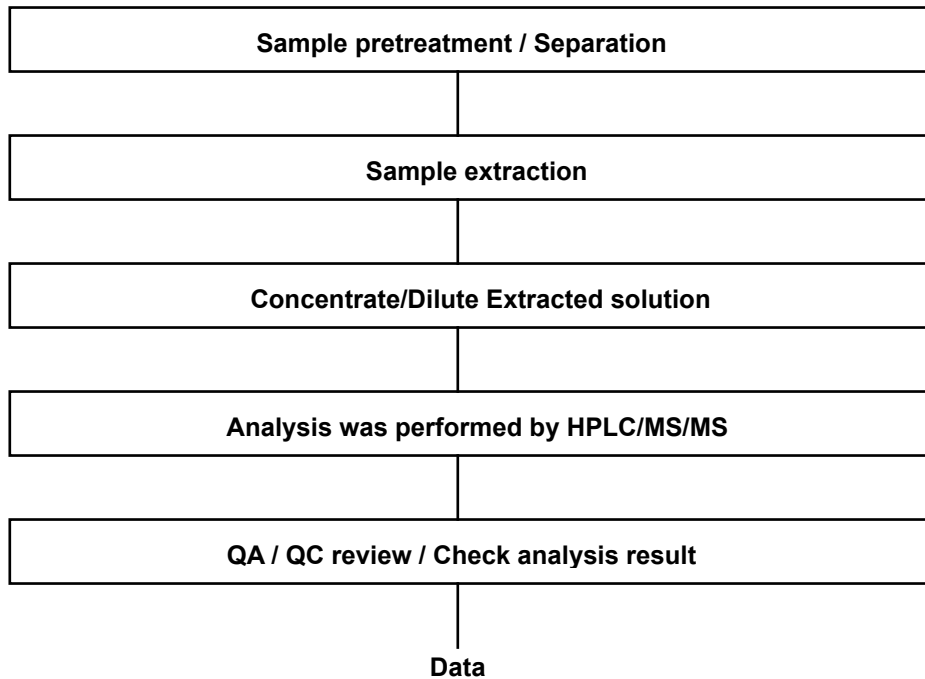 Sample pretreatment / Separation
Sample extraction
Concentrate/Dilute Extracted solution
Analysis was performed by HPLC/MS/MS
QA / QC review / Check analysis result
Data